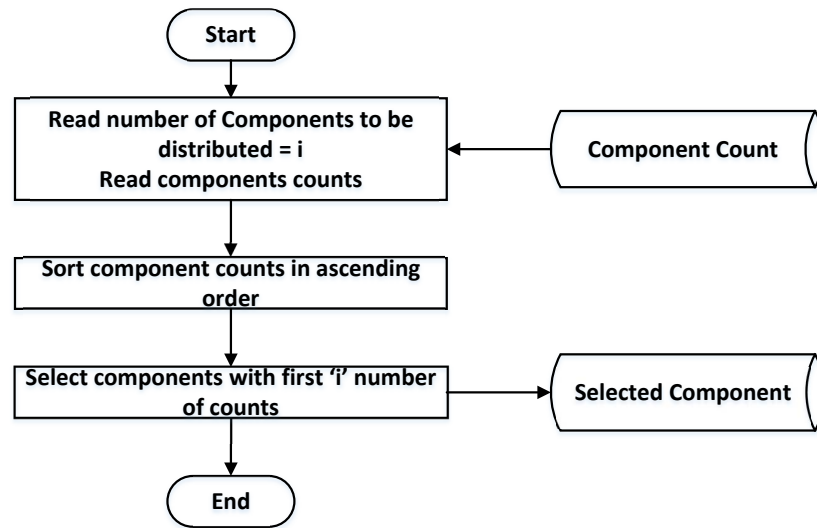 Start
Read number of Components to be
distributed = i
Read components counts
Component Count
Sort component counts in ascending
order
Select components with first ‘i’ number
of counts
Selected Component
End